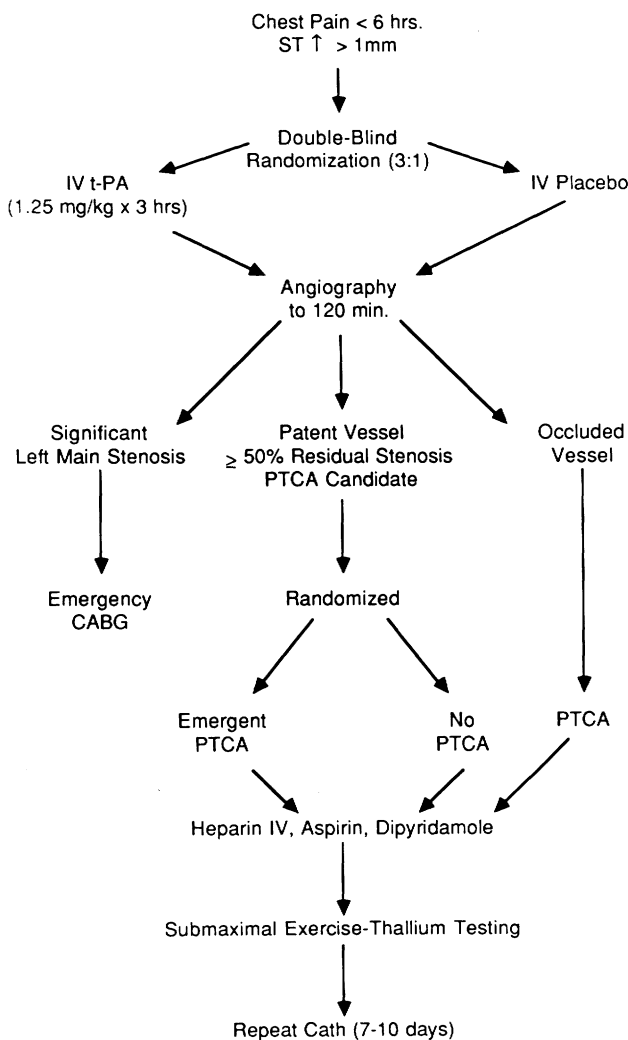 Chest Pain < 6 hrs.
ST ↑ > 1mm
Double-Blind
Randomization (3:1)
IV t-PA
(1.25 mg/kg x 3 hrs)
IV Placebo
Angiography
to 120 min.
Significant
Left Main Stenosis
Patent Vessel
≥ 50% Residual Stenosis
PTCA Candidate
Occluded
Vessel
Emergency
CABG
Randomized
Emergent
PTCA
No
PTCA
PTCA
Heparin IV, Aspirin, Dipyridamole
Submaximal Exercise-Thallium Testing
Repeat Cath (7-10 days)